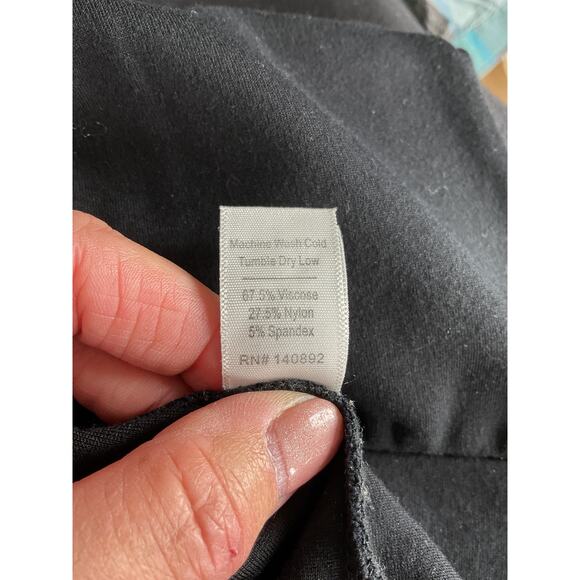 Machine Wash Cold
Tumble Dry Low
67.5% Viscose
27.5% Nylon
5% Spandex
RN# 140892